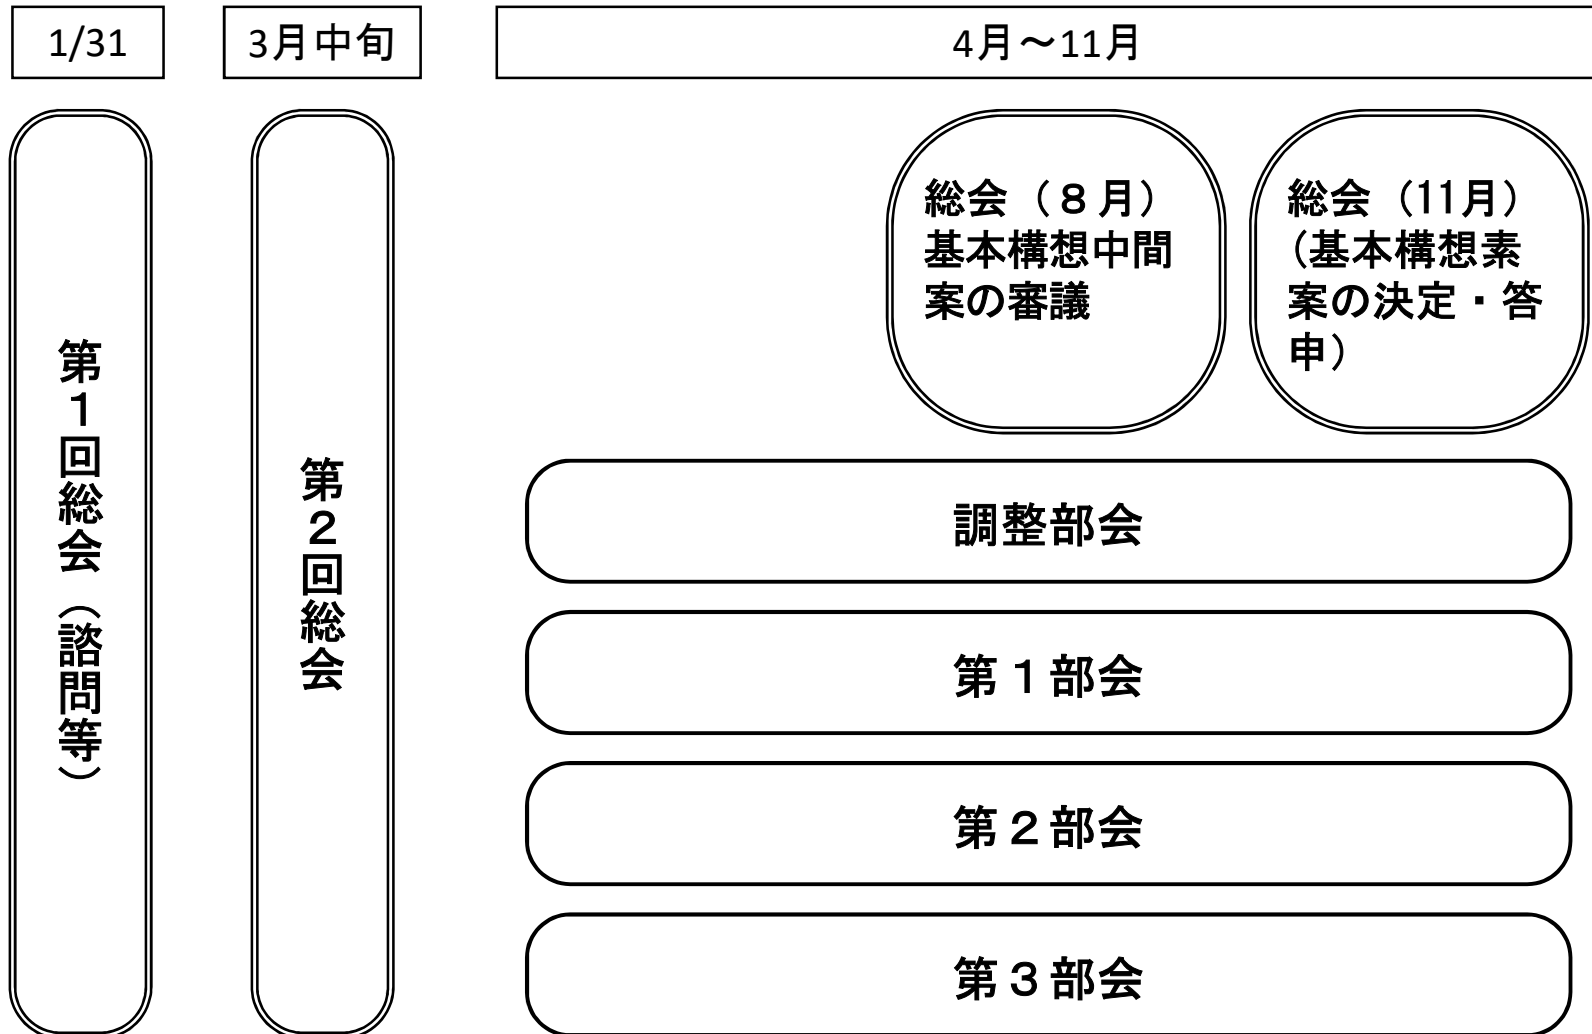 1/31
3月中旬
4月～11月
第１回総会（諮問等）
第２回総会
総会（８月）
基本構想中間
案の審議
総会（11月）
（基本構想素
案の決定・答
申）
調整部会
第１部会
第２部会
第３部会